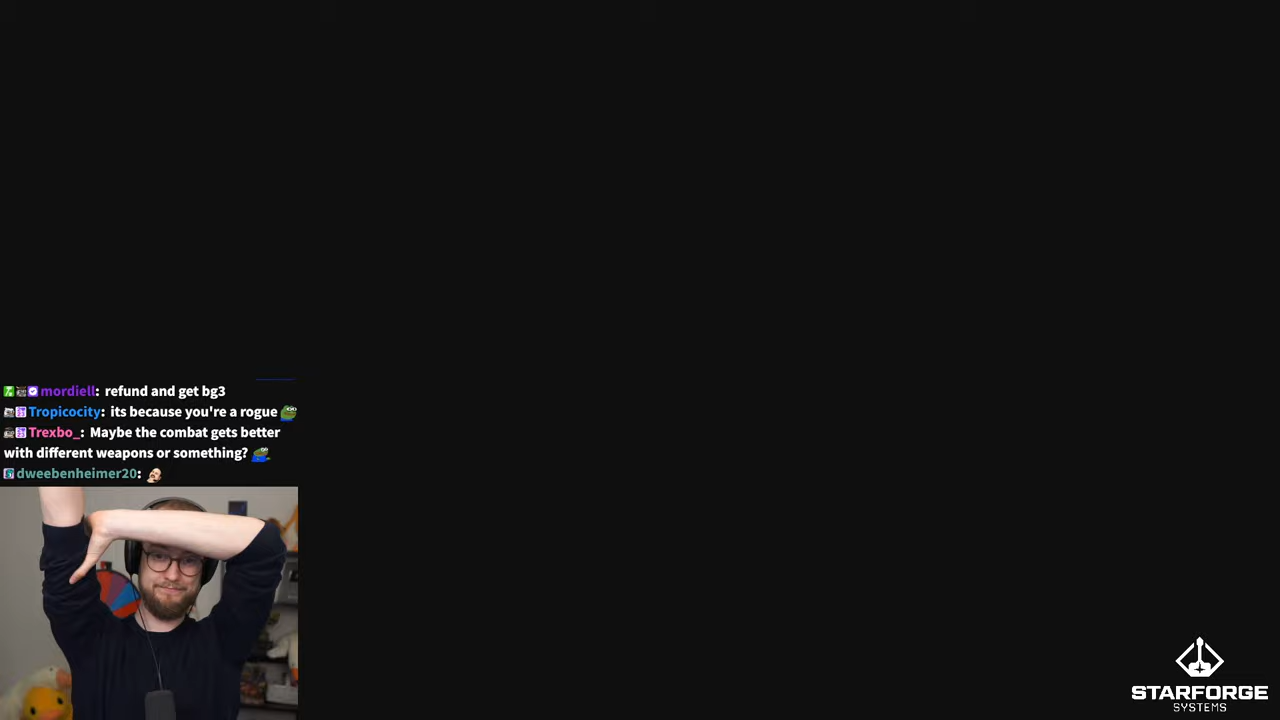 mordiell: refund and get bg3
Tropicocity: its because you're a rogue
Trexbo_: Maybe the combat gets better
with different weapons or something?
dweebenheimer20:
STARFORGE
SYSTEMS